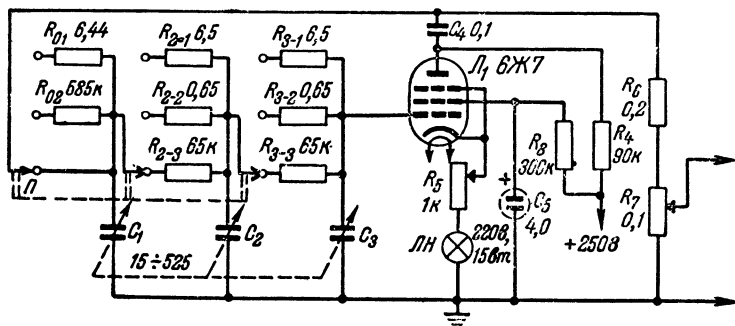 C4 0,1
R01 6,44
R2-1 6,5
R3-1 6,5
Л1 6Ж7
R02 685к
R2-2 0,65
R3-2 0,65
R6
0,2
R2-3 65к
R3-3 65к
R8
300к
R4
90к
П
R5
1к
+
C5
4,0
R7
0,1
C1
C2
C3
ЛН
220в,
15вт
+250в
15÷525